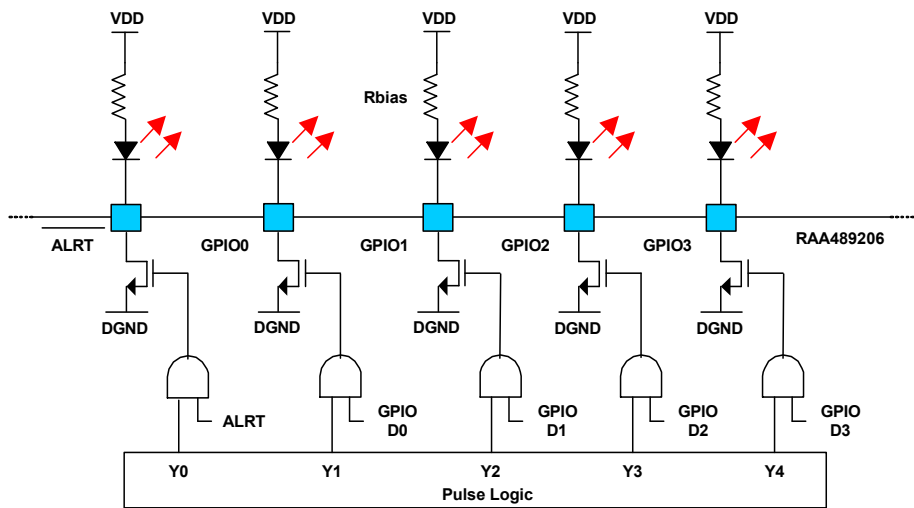 VDD VDD VDD VDD VDD
Rbias
ALRT GPIO0 GPIO1 GPIO2 GPIO3 RAA489206
DGND DGND DGND DGND DGND
ALRT GPIO GPIO GPIO GPIO
D0 D1 D2 D3
Y0 Y1 Y2 Y3 Y4
Pulse Logic